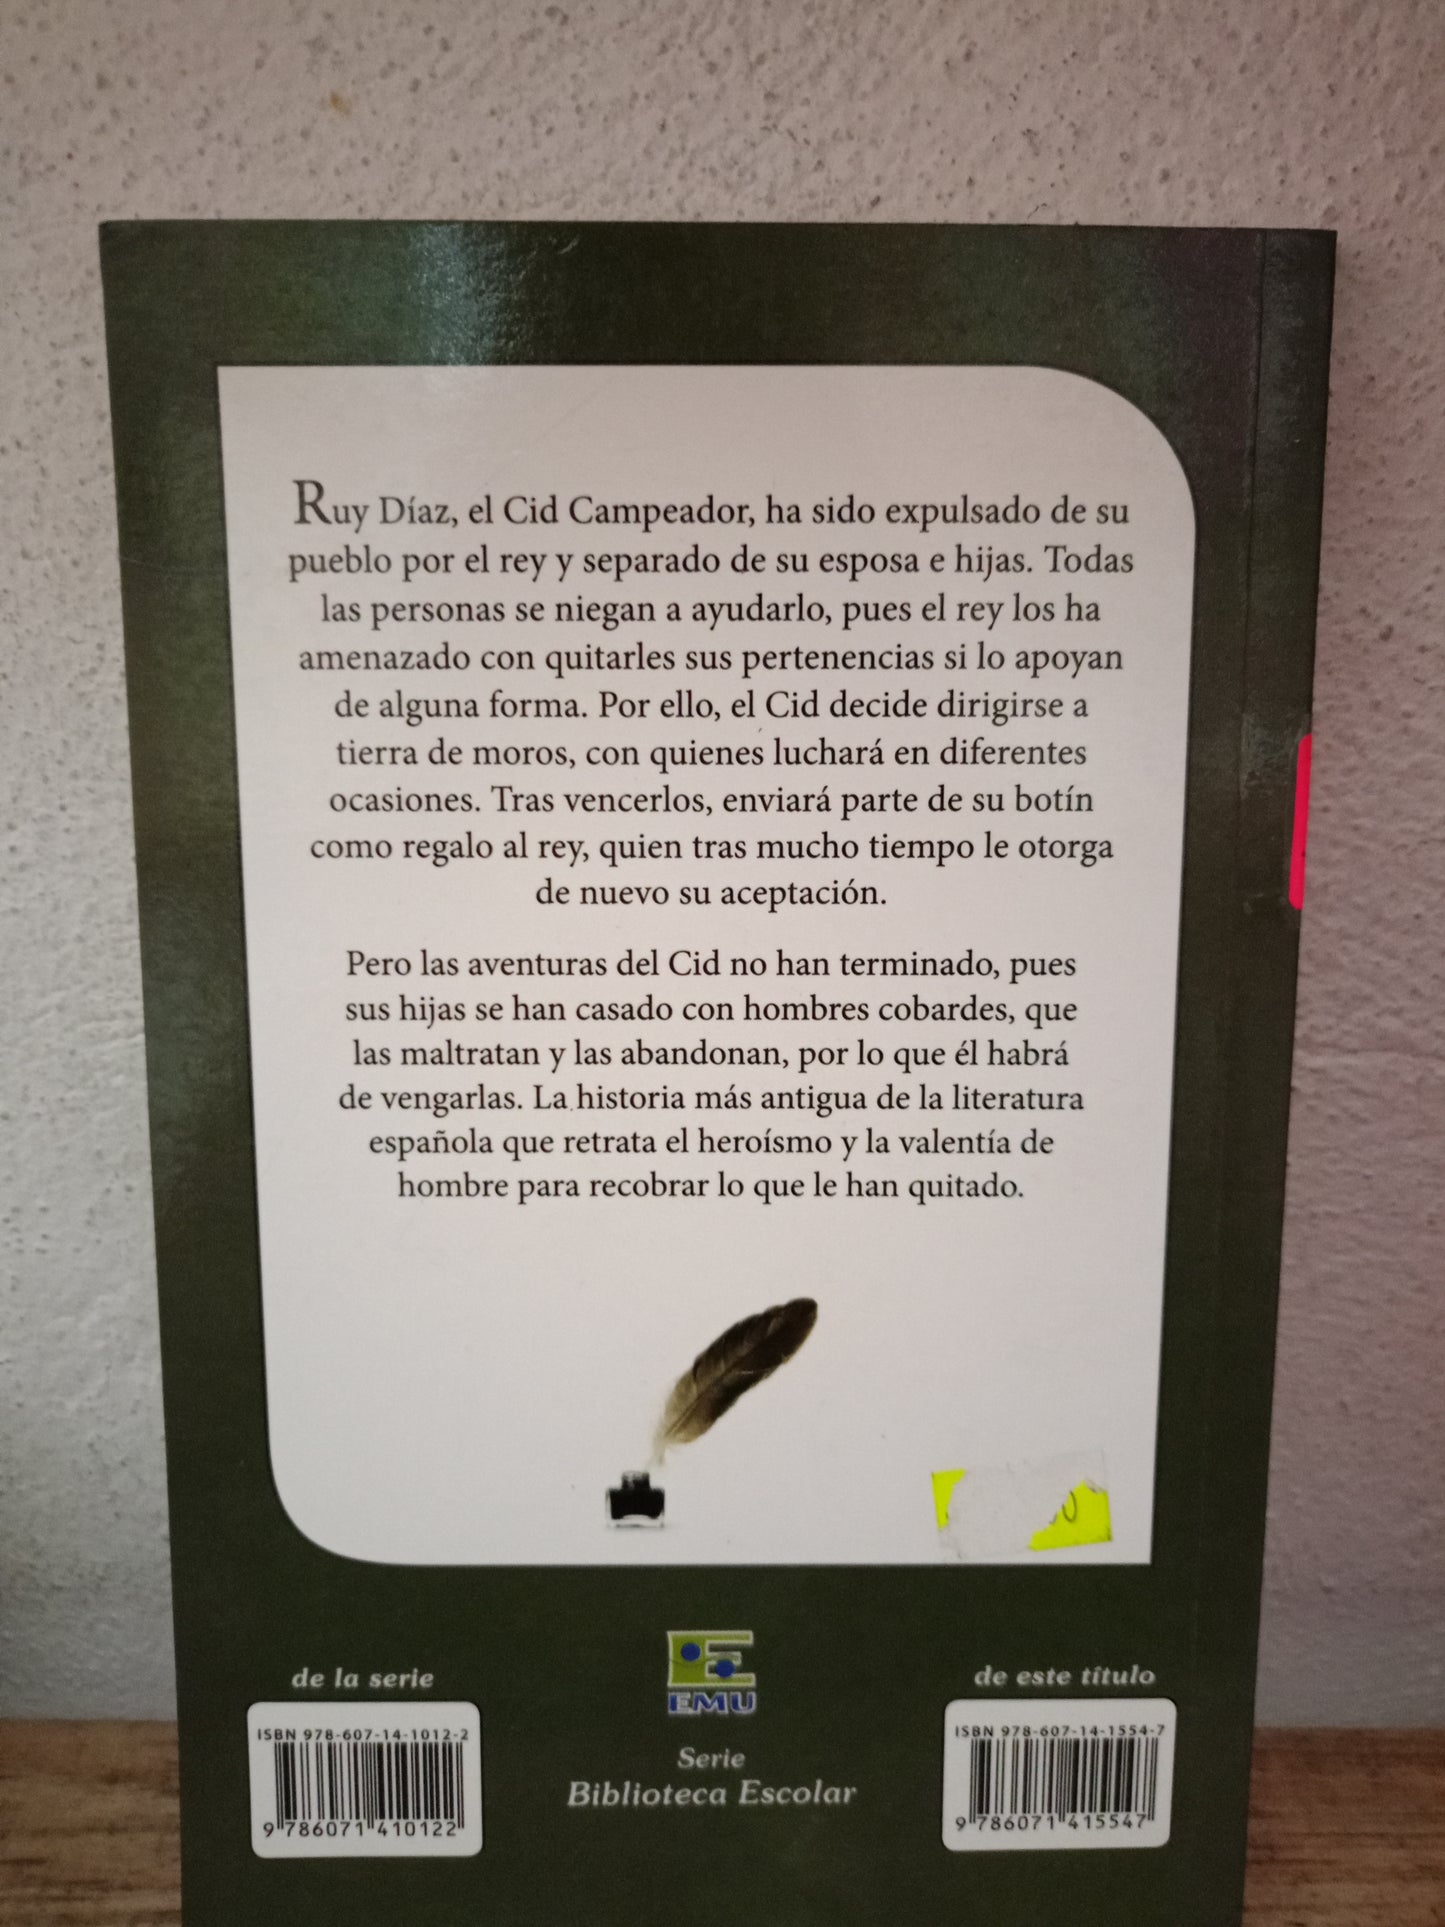 Ruy Díaz, el Cid Campeador, ha sido expulsado de su
pueblo por el rey y separado de su esposa e hijas. Todas
las personas se niegan a ayudarlo, pues el rey los ha
amenazado con quitarles sus pertenencias si lo apoyan
de alguna forma. Por ello, el Cid decide dirigirse a
tierra de moros, con quienes luchará en diferentes
ocasiones. Tras vencerlos, enviará parte de su botín
como regalo al rey, quien tras mucho tiempo le otorga
de nuevo su aceptación.
Pero las aventuras del Cid no han terminado, pues
sus hijas se han casado con hombres cobardes, que
las maltratan y las abandonan, por lo que él habrá
de vengarlas. La historia más antigua de la literatura
española que retrata el heroísmo y la valentía de
hombre para recobrar lo que le han quitado.
de la serie
ISBN 978-607-14-1012-2
9 786071 410122
E
EMU
Serie
Biblioteca Escolar
de este título
ISBN 978-607-14-1554-7
9 786071 415547